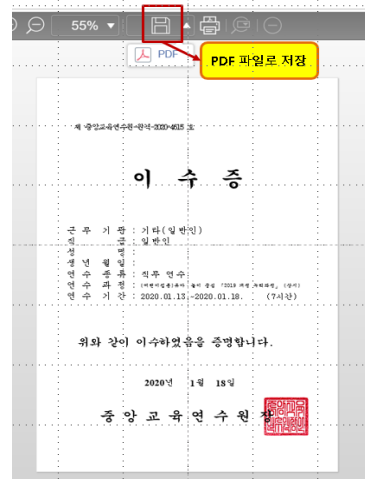 55%
PDF
PDF 파일로 저장
제 중앙교육연수원-원격-2020-4615 호
이 수 증
근 무 기 관 : 기타(일반인)
직 급 : 일반인
성 명 :
생 년 월 일 :
연 수 종 류 : 직무 연수
연 수 과 정 :
연 수 기 간 : 2020.01.13.~2020.01.18. (7시간)
위와 같이 이수하였음을 증명합니다.
2020년 1월 18일
중 앙 교 육 연 수 원 장